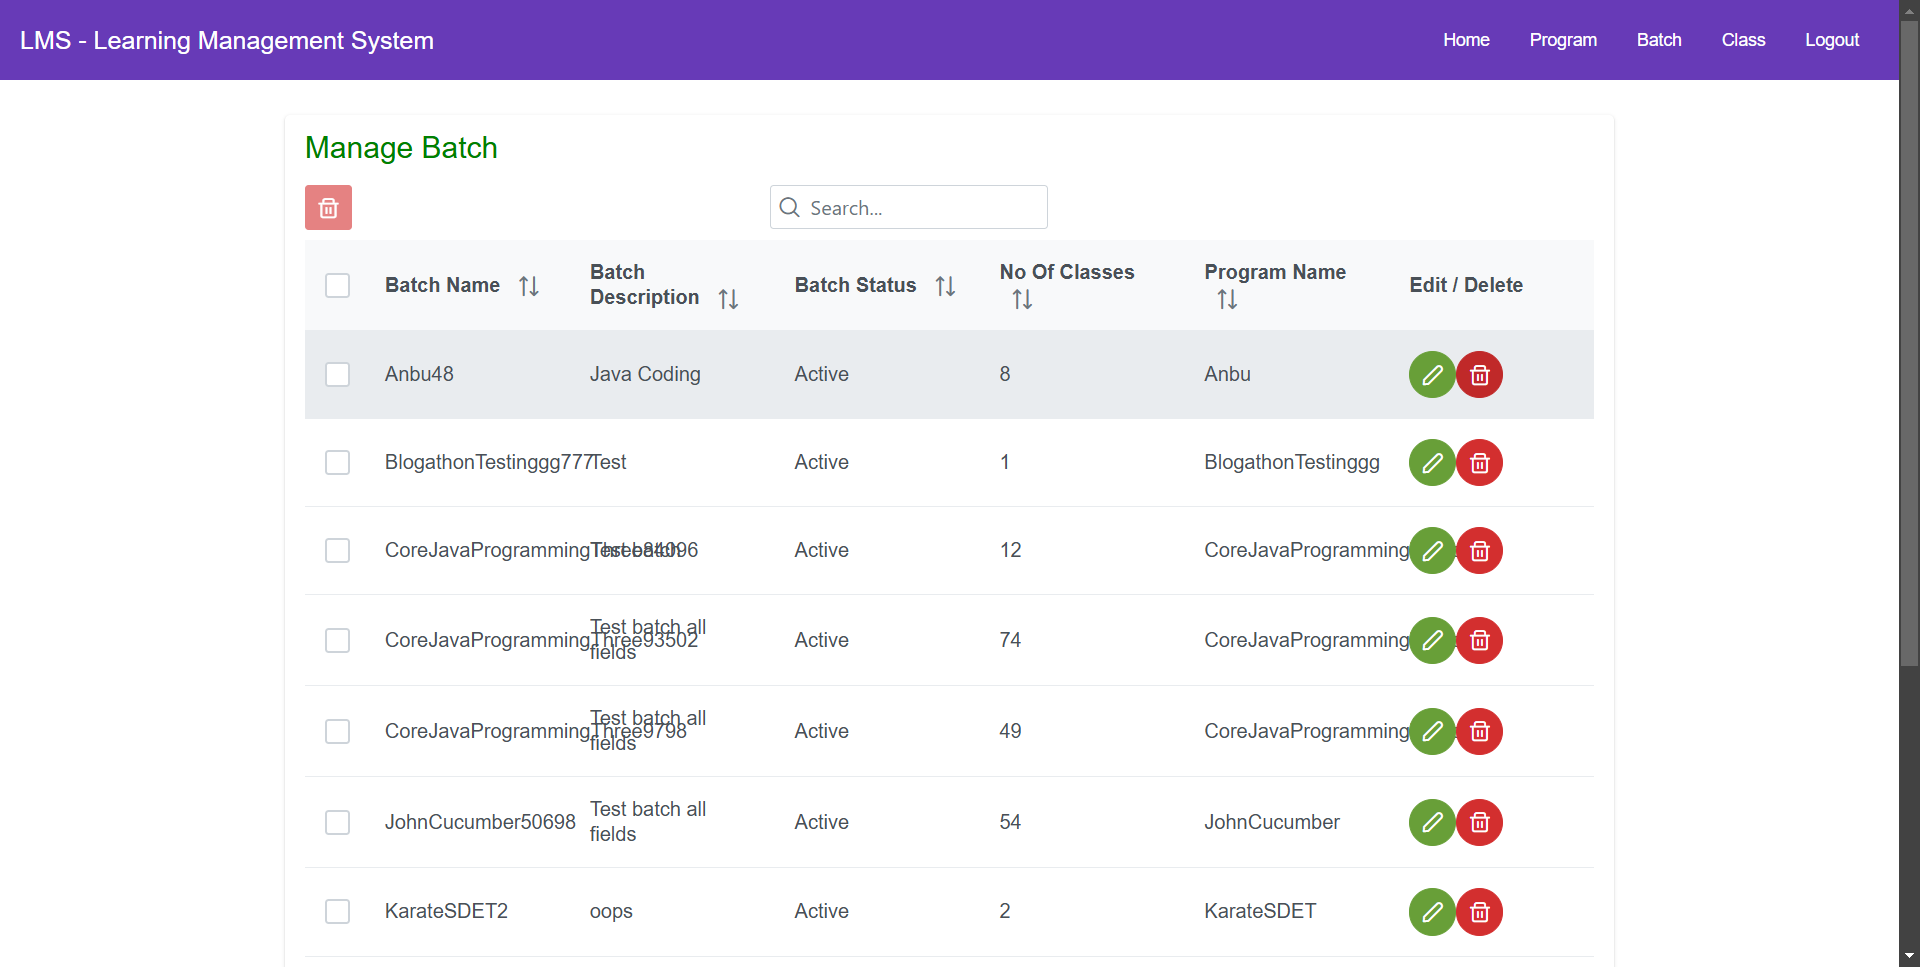 LMS - Learning Management System
Home Program Batch Class Logout
Manage Batch
Search...
Batch Name Batch Description Batch Status No Of Classes Program Name Edit / Delete
Anbu48 Java Coding Active 8 Anbu
BlogathonTestinggg777 Test Active 1 BlogathonTestinggg
CoreJavaProgrammingThree84096 Test batch Active 12 CoreJavaProgramming
CoreJavaProgrammingThree93502 Test batch all fields Active 74 CoreJavaProgramming
CoreJavaProgrammingThree9798 Test batch all fields Active 49 CoreJavaProgramming
JohnCucumber50698 Test batch all fields Active 54 JohnCucumber
KarateSDET2 oops Active 2 KarateSDET